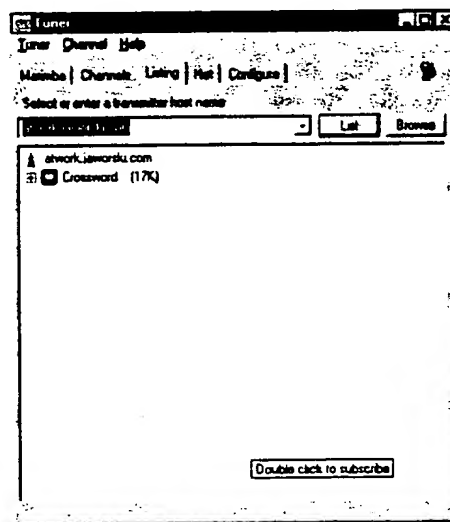 Tuner
Tuner Channel Help
Marimba Channels Listing Hot Configure
Select or enter a transmitter host name
List Browse
atwork.jaworski.com
Crossword (17K)
Double click to subscribe